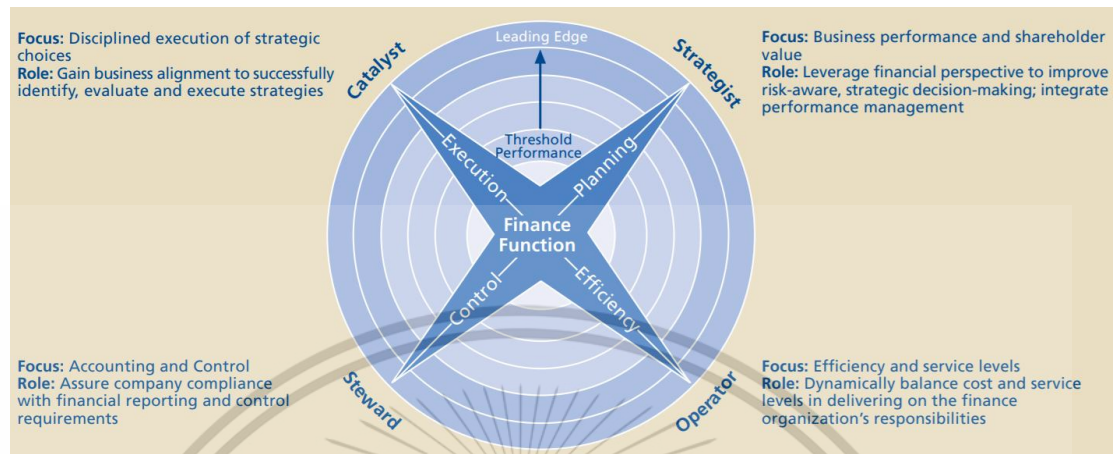 Focus: Disciplined execution of strategic
choices
Role: Gain business alignment to successfully
identify, evaluate and execute strategies
Catalyst
Leading Edge
Strategist
Focus: Business performance and shareholder
value
Role: Leverage financial perspective to improve
risk-aware, strategic decision-making; integrate
performance management
Threshold
Performance
Execution
Planning
Finance
Function
Control
Efficiency
Focus: Accounting and Control
Role: Assure company compliance
with financial reporting and control
requirements
Steward
Operator
Focus: Efficiency and service levels
Role: Dynamically balance cost and service
levels in delivering on the finance
organization's responsibilities